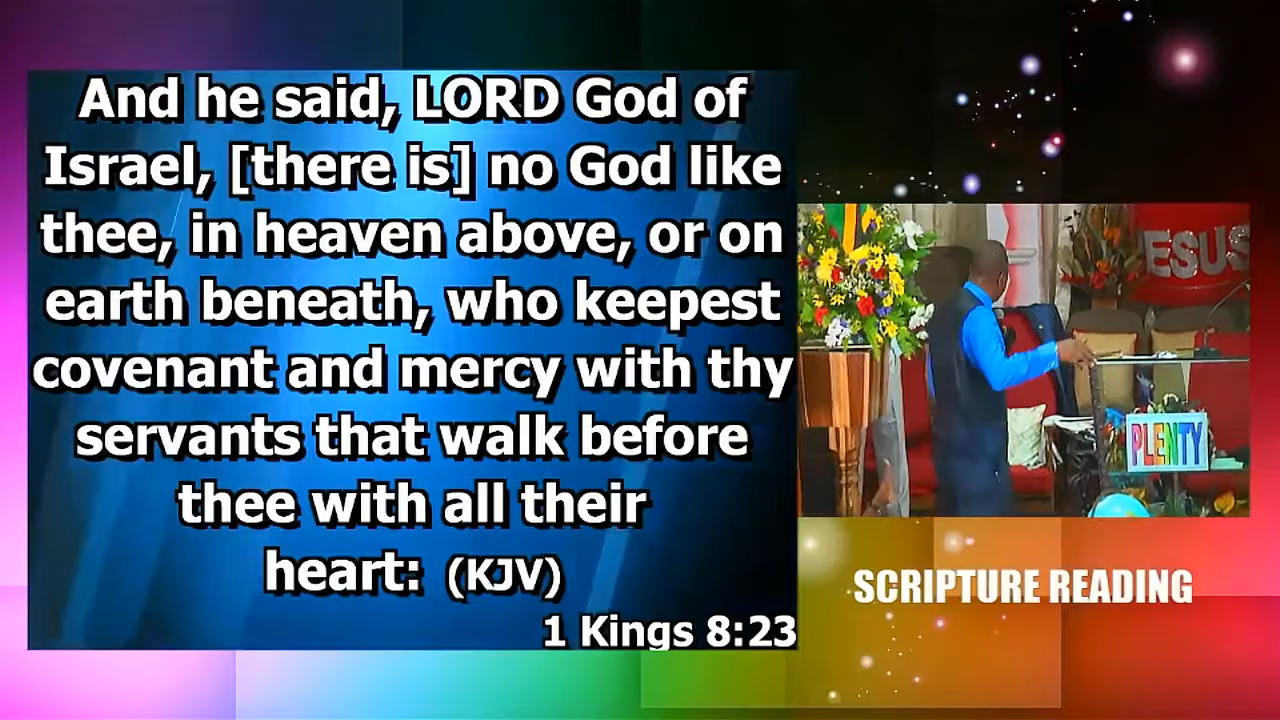 And he said, LORD God of
Israel, [there is] no God like
thee, in heaven above, or on
earth beneath, who keepest
covenant and mercy with thy
servants that walk before
thee with all their
heart: (KJV)
1 Kings 8:23
ESUS
PLENTY
SCRIPTURE READING